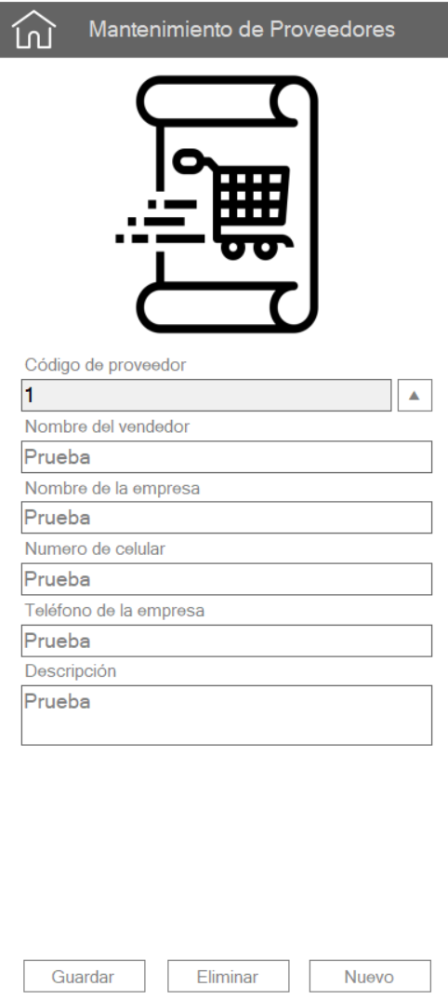 Mantenimiento de Proveedores
Código de proveedor
1
Nombre del vendedor
Prueba
Nombre de la empresa
Prueba
Numero de celular
Prueba
Teléfono de la empresa
Prueba
Descripción
Prueba
Guardar Eliminar Nuevo